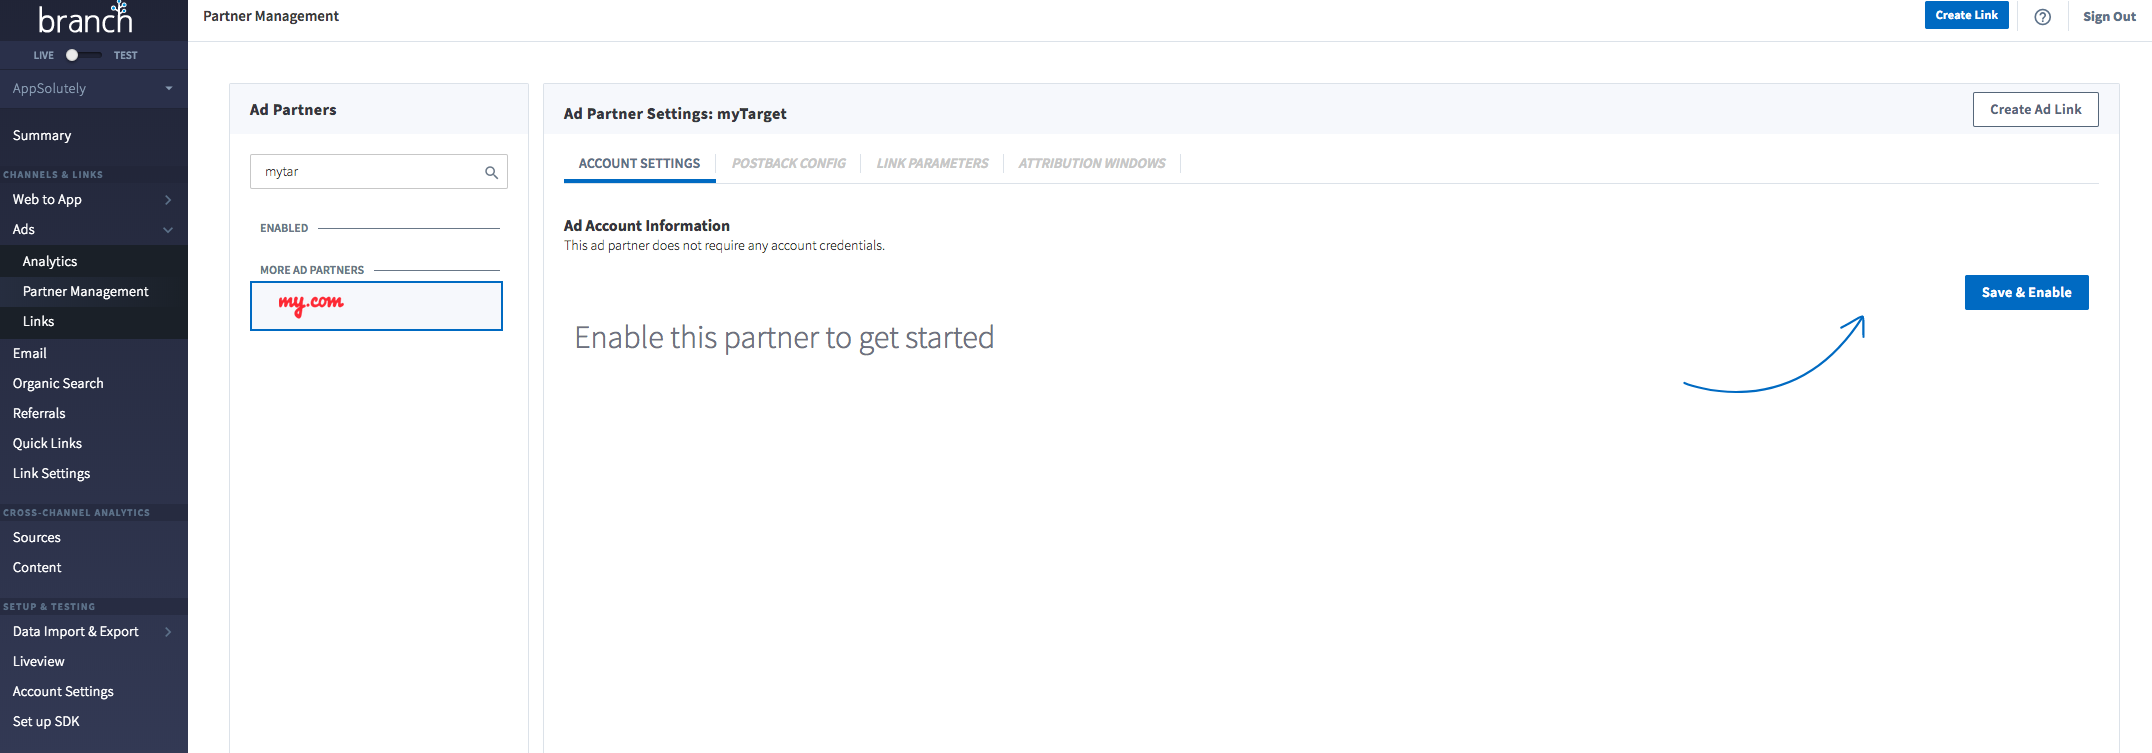 branch
Partner Management
Create Link
Sign Out
LIVE
TEST
AppSolutely
Summary
CHANNELS & LINKS
Web to App
Ads
Analytics
Partner Management
Links
Email
Organic Search
Referrals
Quick Links
Link Settings
CROSS-CHANNEL ANALYTICS
Sources
Content
SETUP & TESTING
Data Import & Export
Liveview
Account Settings
Set up SDK
Ad Partners
mytar
ENABLED
MORE AD PARTNERS
my.com
Ad Partner Settings: myTarget
Create Ad Link
ACCOUNT SETTINGS
POSTBACK CONFIG
LINK PARAMETERS
ATTRIBUTION WINDOWS
Ad Account Information
This ad partner does not require any account credentials.
Save & Enable
Enable this partner to get started